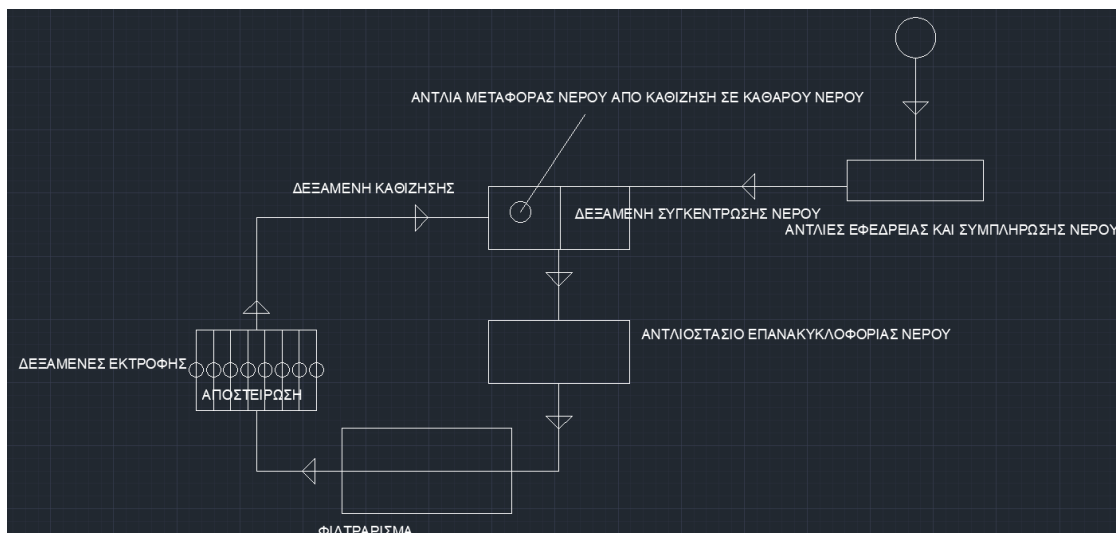 ΑΝΤΛΙΑ ΜΕΤΑΦΟΡΑΣ ΝΕΡΟΥ ΑΠΟ ΚΑΘΙΖΗΣΗ ΣΕ ΚΑΘΑΡΟΥ ΝΕΡΟΥ
ΔΕΞΑΜΕΝΗ ΚΑΘΙΖΗΣΗΣ
ΔΕΞΑΜΕΝΗ ΣΥΓΚΕΝΤΡΩΣΗΣ ΝΕΡΟΥ
ΑΝΤΛΙΕΣ ΕΦΕΔΡΕΙΑΣ ΚΑΙ ΣΥΜΠΛΗΡΩΣΗΣ ΝΕΡΟΥ
ΑΝΤΛΙΟΣΤΑΣΙΟ ΕΠΑΝΑΚΥΚΛΟΦΟΡΙΑΣ ΝΕΡΟΥ
ΔΕΞΑΜΕΝΕΣ ΕΚΤΡΟΦΗΣ
ΑΠΟΣΤΕΙΡΩΣΗ
ΦΙΛΤΡΑΡΙΣΜΑ